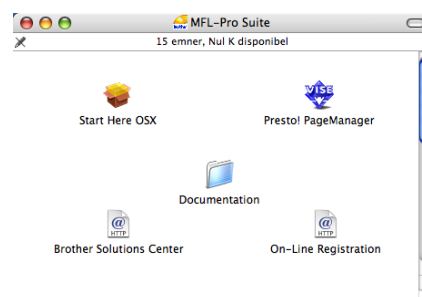 MFL-Pro Suite
15 emner, Nul K disponibel
VISE
Start Here OSX
Presto! PageManager
Documentation
@
HTTP
@
HTTP
Brother Solutions Center
On-Line Registration